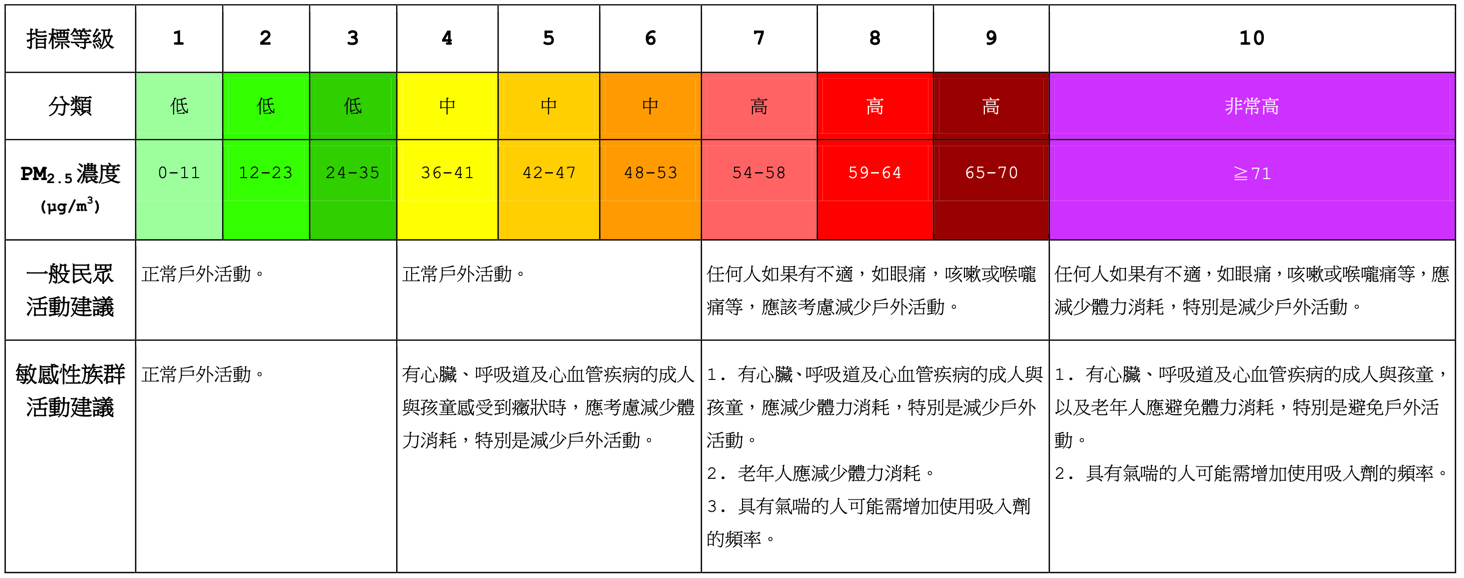 指標等級 1 2 3 4 5 6 7 8 9 10
分類 低 低 低 中 中 中 高 高 高 非常高
PM2.5 濃度 0-11 12-23 24-35 36-41 42-47 48-53 54-58 59-64 65-70 ≧71
(μg/m3)
一般民眾
活動建議
正常戶外活動。
正常戶外活動。
任何人如果有不適，如眼痛，咳嗽或喉嚨
痛等，應該考慮減少戶外活動。
任何人如果有不適，如眼痛，咳嗽或喉嚨痛等，應
減少體力消耗，特別是減少戶外活動。
敏感性族群
活動建議
正常戶外活動。
有心臟、呼吸道及心血管疾病的成人
與孩童感受到癥狀時，應考慮減少體
力消耗，特別是減少戶外活動。
1. 有心臟、呼吸道及心血管疾病的成人與
孩童，應減少體力消耗，特別是減少戶外
活動。
2. 老年人應減少體力消耗。
3. 具有氣喘的人可能需增加使用吸入劑
的頻率。
1. 有心臟、呼吸道及心血管疾病的成人與孩童，
以及老年人應避免體力消耗，特別是避免戶外活
動。
2. 具有氣喘的人可能需增加使用吸入劑的頻率。